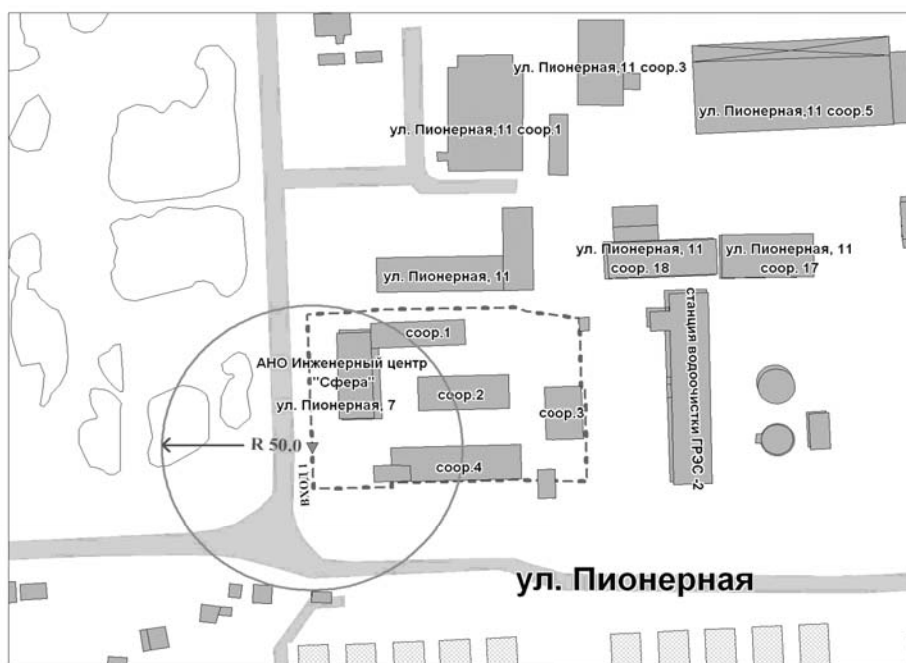 ул. Пионерная,11 соор.3
ул. Пионерная,11 соор.5
ул. Пионерная,11 соор.1
ул. Пионерная, 11
соор. 18
ул. Пионерная, 11
соор. 17
ул. Пионерная, 11
станция водоочистки ГРЭС -2
соор.1
АНО Инженерный центр
"Сфера"
ул. Пионерная, 7
соор.2
соор.3
R 50.0
ВХОД 1
соор.4
ул. Пионерная